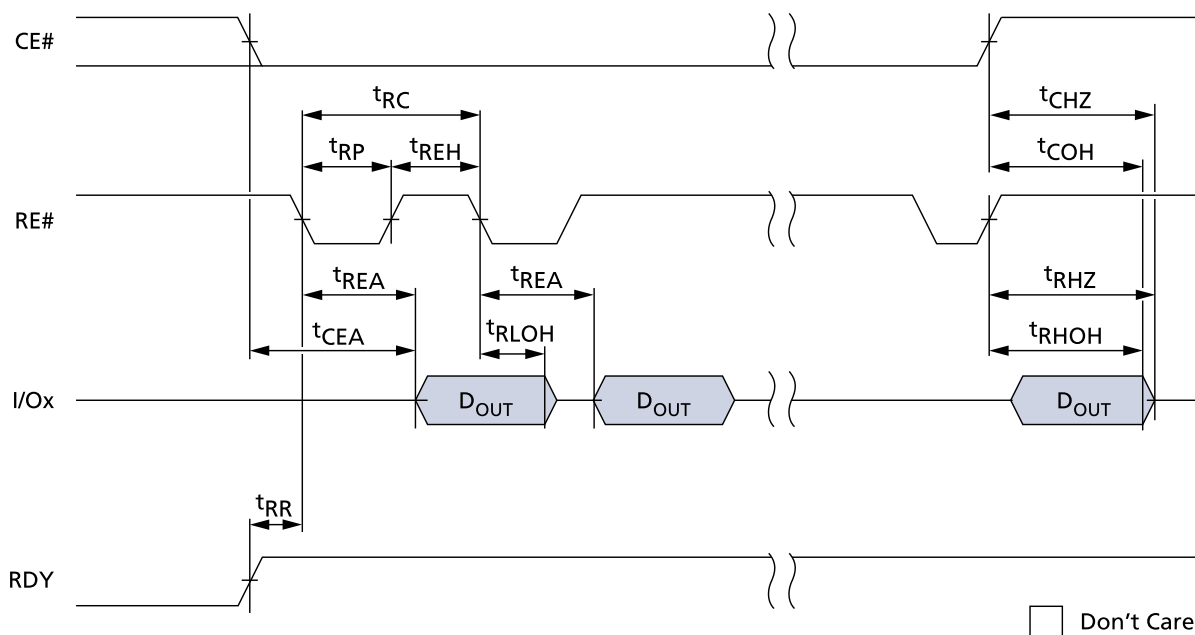 CE#
tRC
tCHZ
tRP
tREH
tCOH
RE#
tREA
tREA
tRHZ
tCEA
tRLOH
tRHOH
I/Ox
DOUT
DOUT
DOUT
tRR
RDY
Don't Care